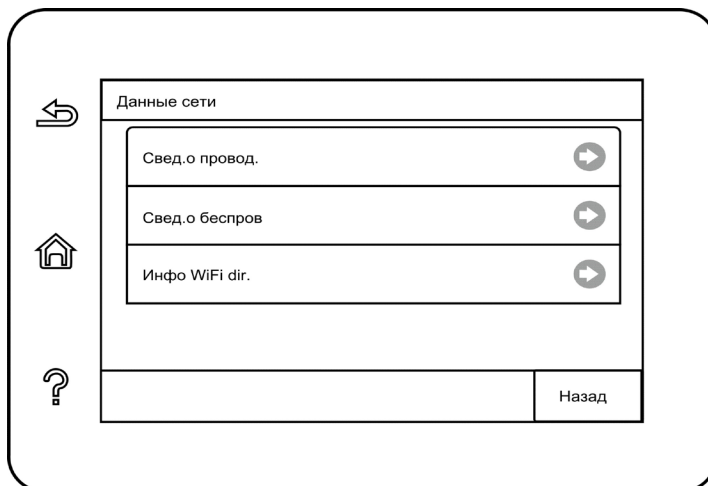 Данные сети
Свед.о провод.
Свед.о беспров
Инфо WiFi dir.
Назад